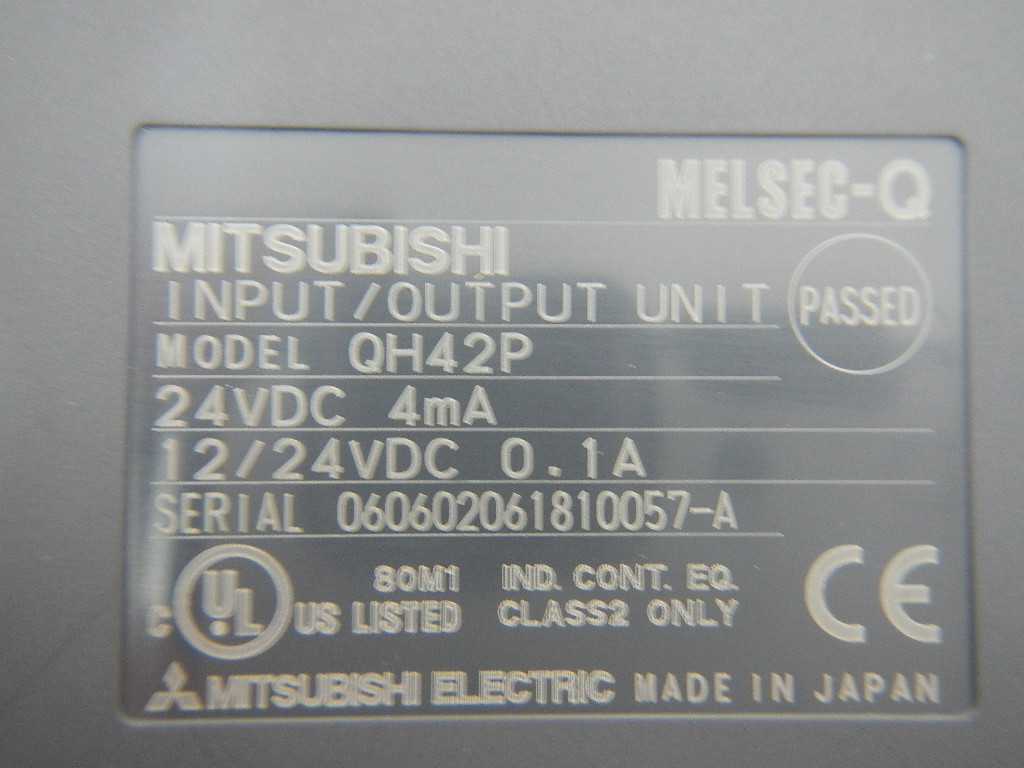 MELSEC-Q
MITSUBISHI
INPUT/OUTPUT UNIT
PASSED
MODEL QH42P
24VDC 4mA
12/24VDC 0.1A
SERIAL 060602061810057-A
C UL US LISTED
80M1 IND. CONT. EQ.
CLASS2 ONLY
CE
MITSUBISHI ELECTRIC MADE IN JAPAN